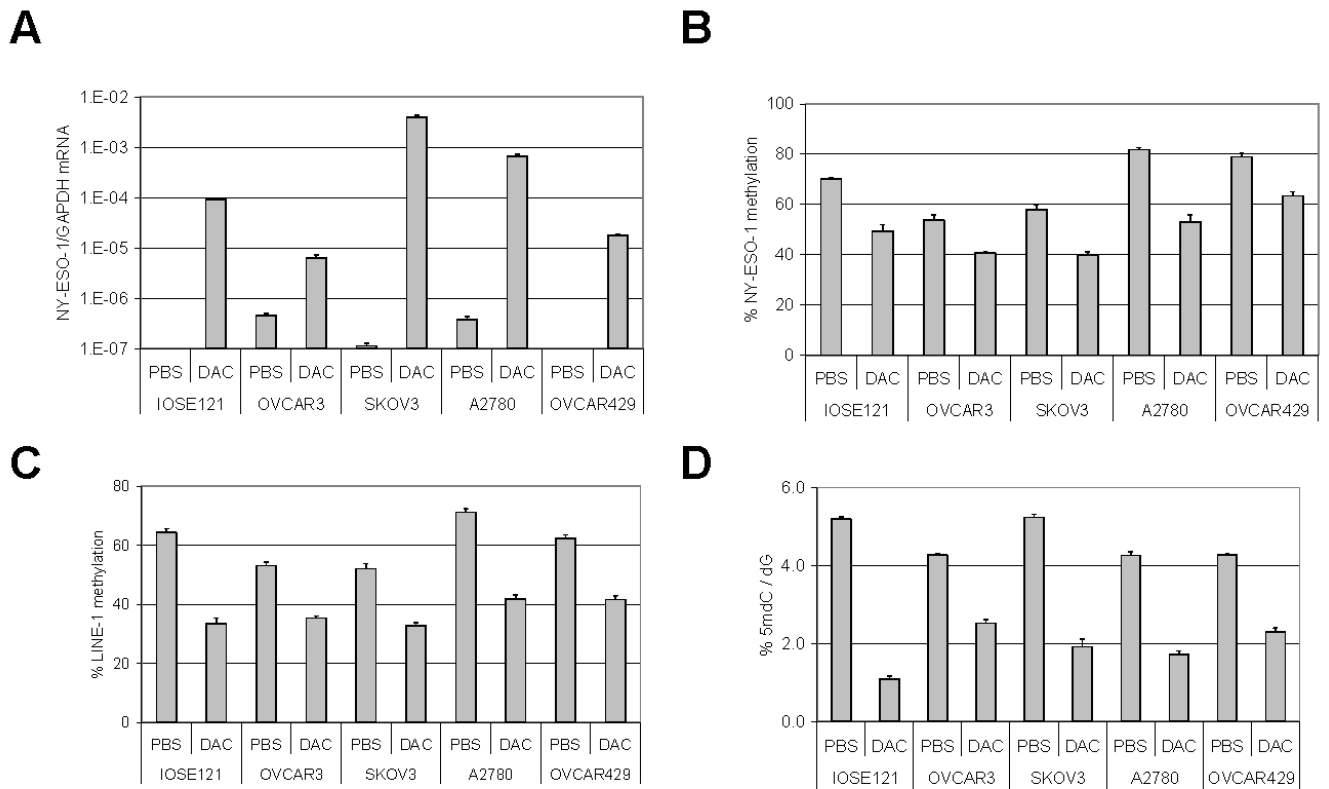 A
NY-ESO-1/GAPDH mRNA
1.E-02
1.E-03
1.E-04
1.E-05
1.E-06
1.E-07
PBS DAC PBS DAC PBS DAC PBS DAC PBS DAC
IOSE121 OVCAR3 SKOV3 A2780 OVCAR429
B
% NY-ESO-1 methylation
100
80
60
40
20
0
PBS DAC PBS DAC PBS DAC PBS DAC PBS DAC
IOSE121 OVCAR3 SKOV3 A2780 OVCAR429
C
% LINE-1 methylation
80
60
40
20
0
PBS DAC PBS DAC PBS DAC PBS DAC PBS DAC
IOSE121 OVCAR3 SKOV3 A2780 OVCAR429
D
% 5mdC / dG
6.0
4.0
2.0
0.0
PBS DAC PBS DAC PBS DAC PBS DAC PBS DAC
IOSE121 OVCAR3 SKOV3 A2780 OVCAR429